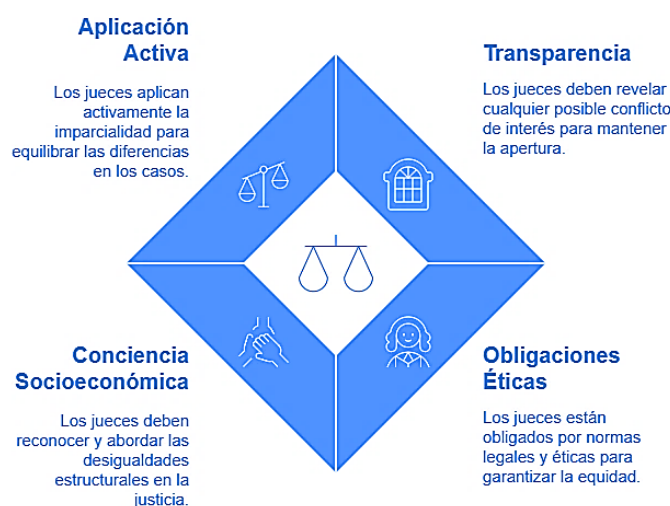 Aplicación
Activa
Los jueces aplican
activamente la
imparcialidad para
equilibrar las diferencias
en los casos.
Transparencia
Los jueces deben revelar
cualquier posible conflicto
de interés para mantener
la apertura.
Conciencia
Socioeconómica
Los jueces deben
reconocer y abordar las
desigualdades
estructurales en la
justicia.
Obligaciones
Éticas
Los jueces están
obligados por normas
legales y éticas para
garantizar la equidad.